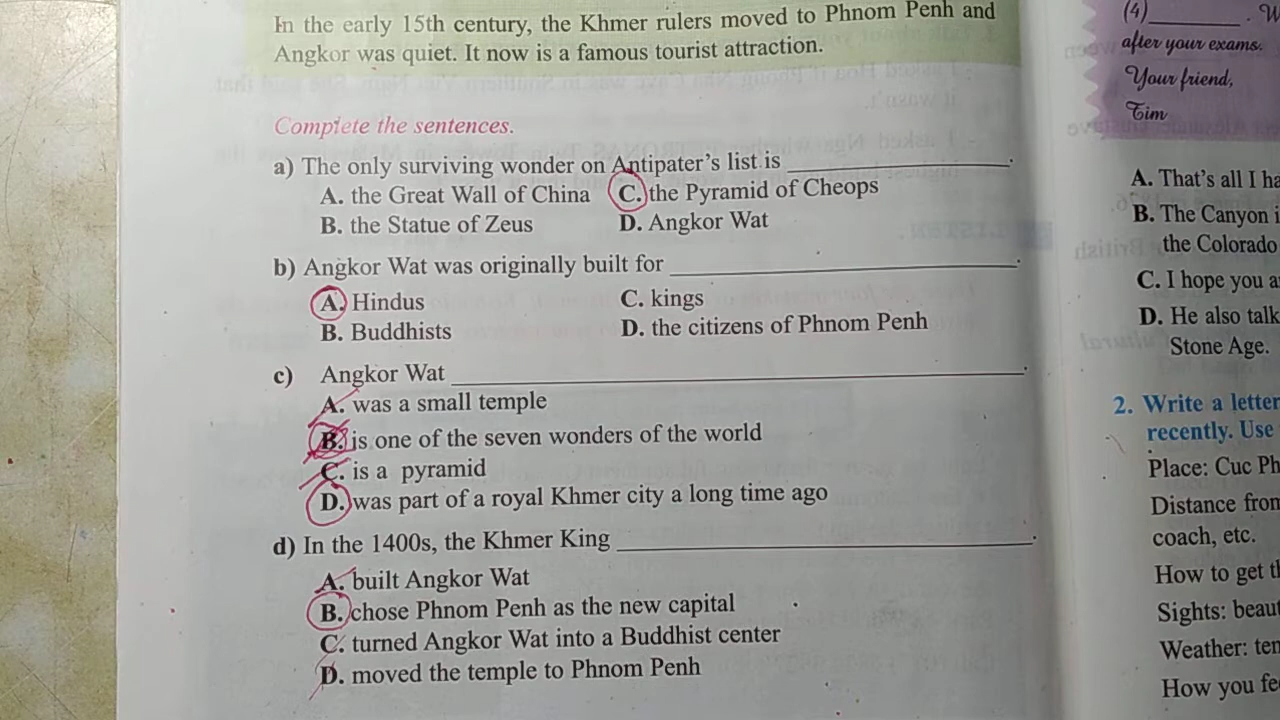 In the early 15th century, the Khmer rulers moved to Phnom Penh and
Angkor was quiet. It now is a famous tourist attraction.
Complete the sentences.
a) The only surviving wonder on Antipater's list is ____________.
A. the Great Wall of China C. the Pyramid of Cheops
B. the Statue of Zeus D. Angkor Wat
b) Angkor Wat was originally built for ____________.
A. Hindus C. kings
B. Buddhists D. the citizens of Phnom Penh
c) Angkor Wat ____________.
A. was a small temple
B. is one of the seven wonders of the world
C. is a pyramid
D. was part of a royal Khmer city a long time ago
d) In the 1400s, the Khmer King ____________.
A. built Angkor Wat
B. chose Phnom Penh as the new capital
C. turned Angkor Wat into a Buddhist center
D. moved the temple to Phnom Penh
(4)________.
after your exams.
Your friend,
Tim
A. That's all I
B. The Canyon
the Colorado
C. I hope you
D. He also talk
Stone Age.
2. Write a letter
recently. Use
Place: Cuc
Distance from
coach, etc.
How to get
Sights:
Weather:
How you